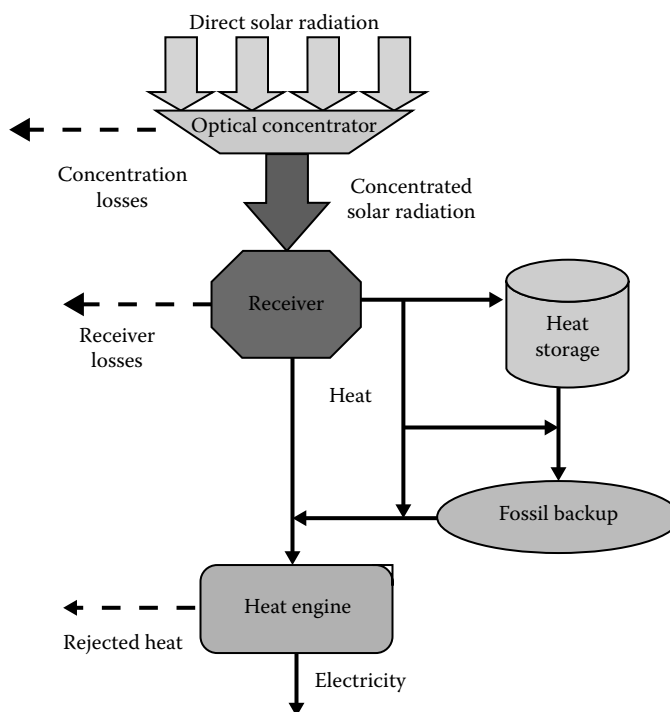 Direct solar radiation
Optical concentrator
Concentration
losses
Concentrated
solar radiation
Receiver
Receiver
losses
Heat
storage
Heat
Fossil backup
Heat engine
Rejected heat
Electricity